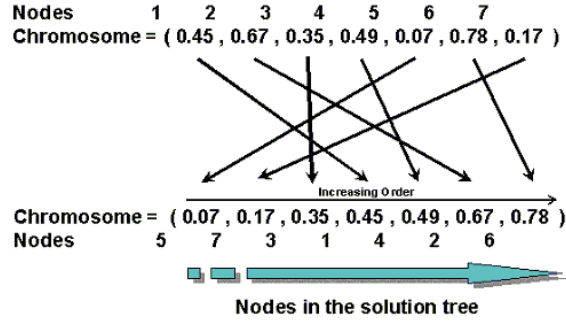 Nodes 1 2 3 4 5 6 7
Chromosome = ( 0.45 , 0.67 , 0.35 , 0.49 , 0.07 , 0.78 , 0.17 )
Increasing Order
Chromosome = ( 0.07 , 0.17 , 0.35 , 0.45 , 0.49 , 0.67 , 0.78 )
Nodes 5 7 3 1 4 2 6
Nodes in the solution tree